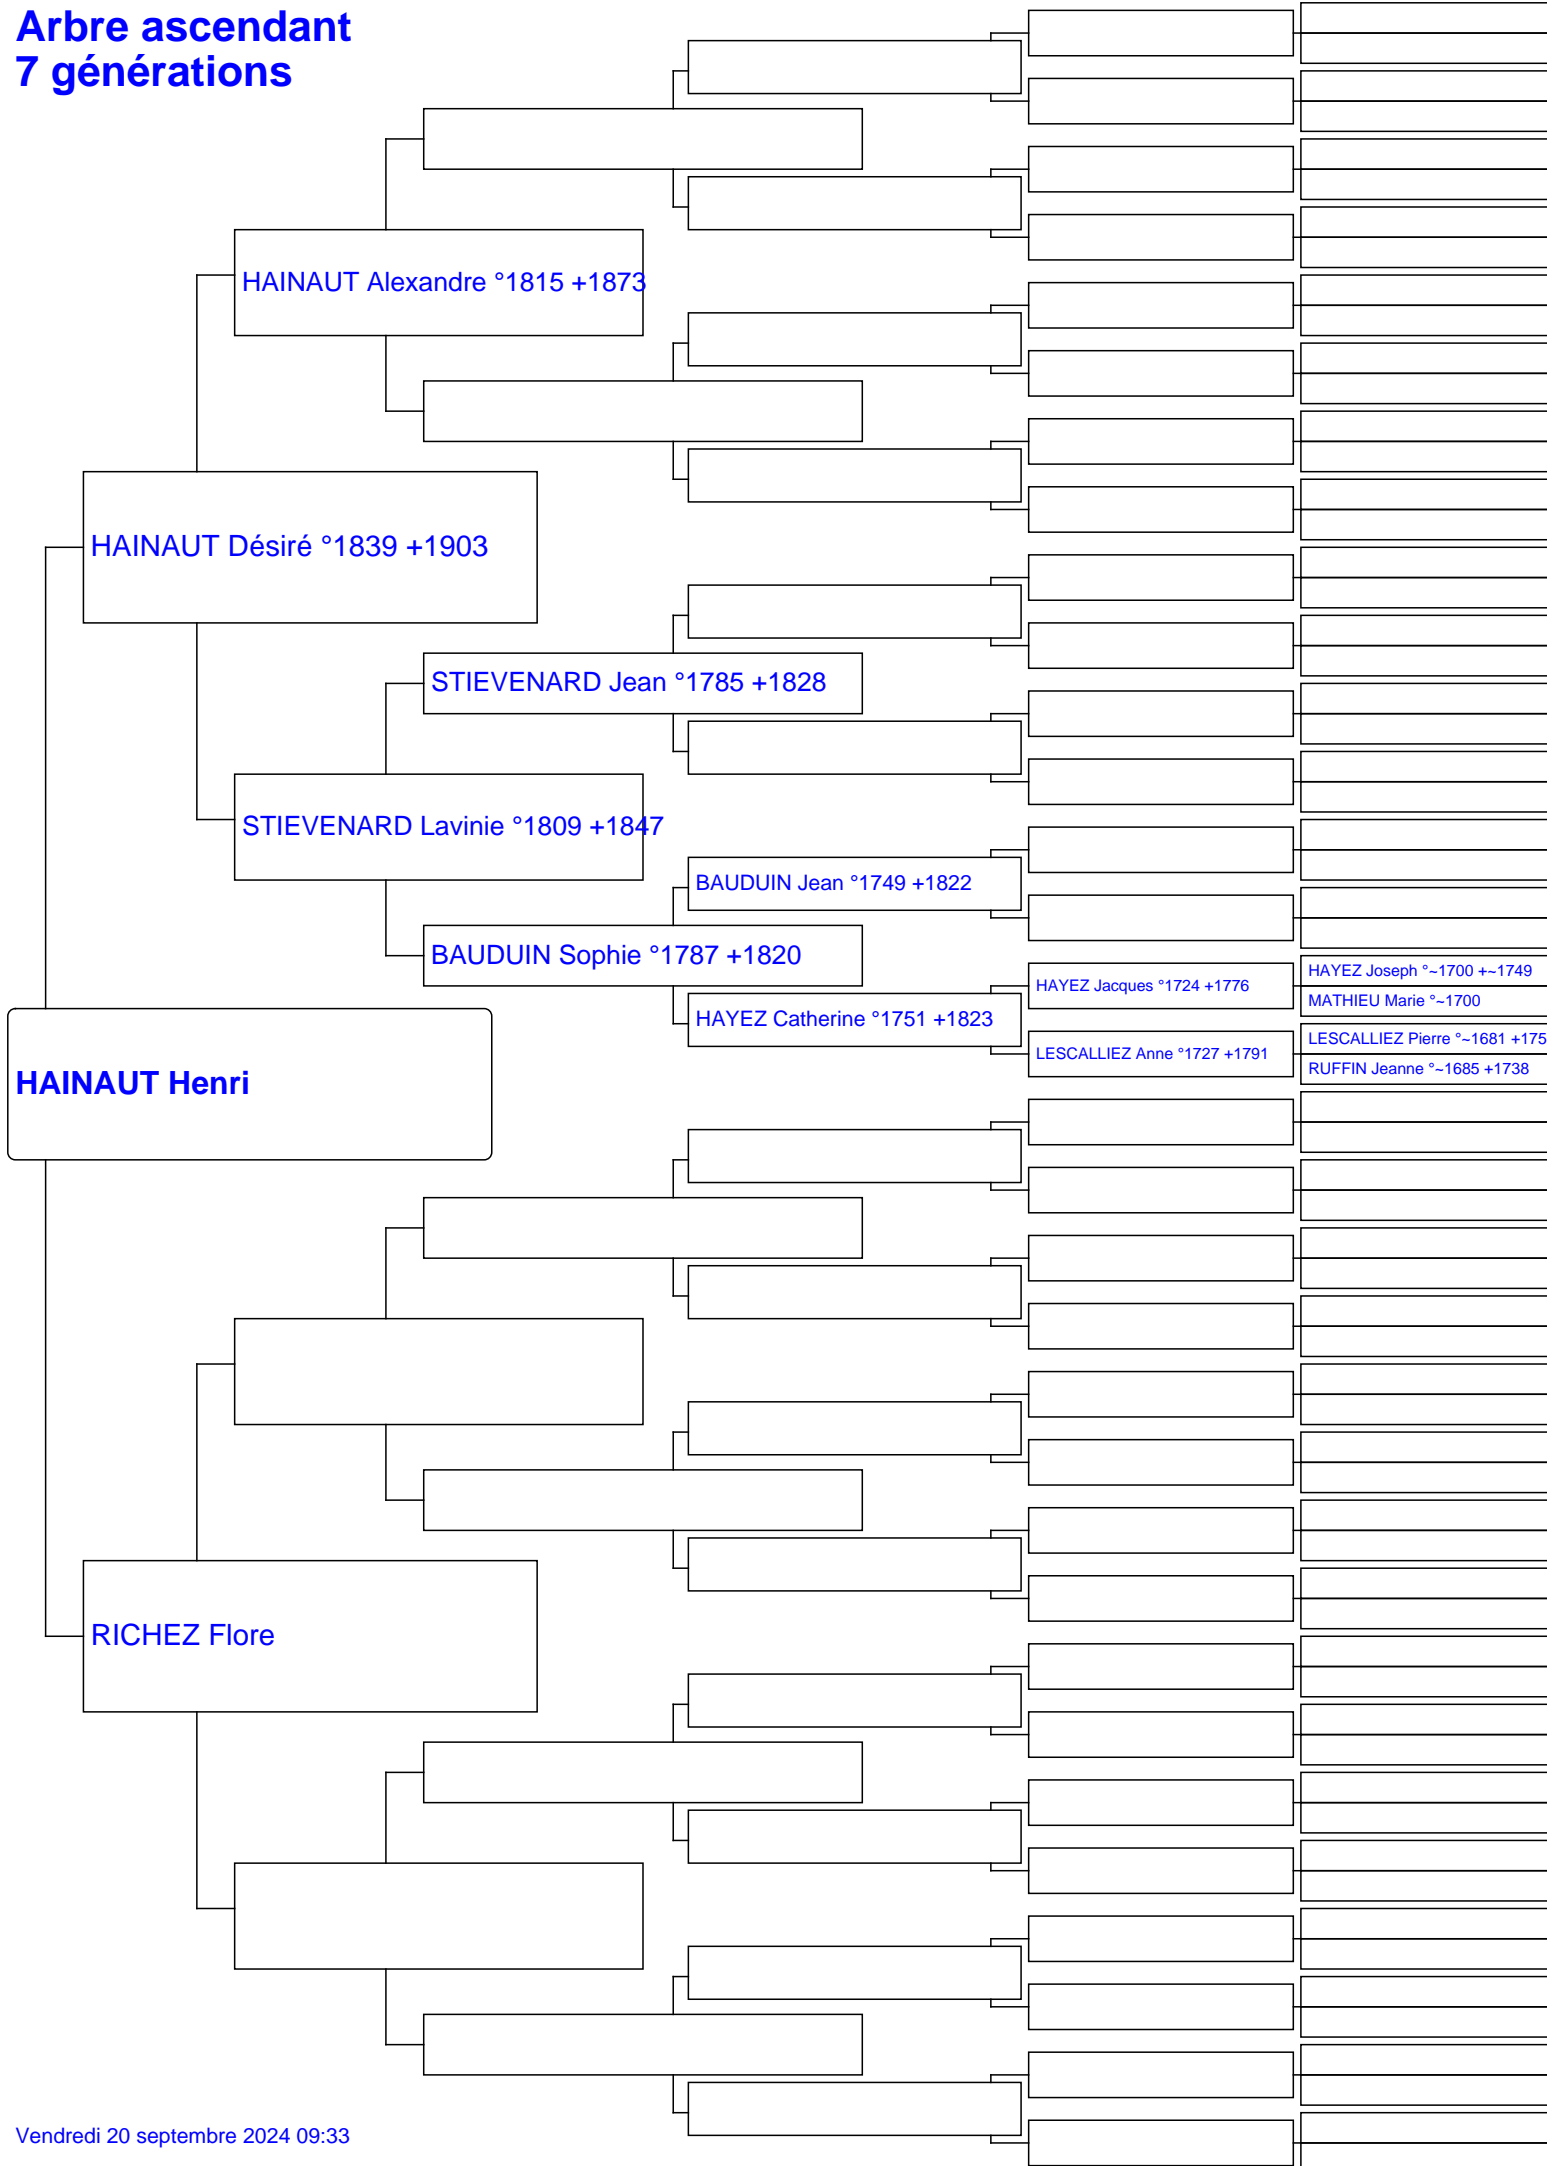 Arbre ascendant
7 générations
HAINAUT Alexandre °1815 +1873
HAINAUT Désiré °1839 +1903
STIEVENARD Jean °1785 +1828
STIEVENARD Lavinie °1809 +1847
BAUDUIN Jean °1749 +1822
BAUDUIN Sophie °1787 +1820
HAYEZ Joseph °~1700 +~1749
HAYEZ Jacques °1724 +1776
MATHIEU Marie °~1700
HAYEZ Catherine °1751 +1823
LESCALLIEZ Pierre °~1681 +175
LESCALLIEZ Anne °1727 +1791
RUFFIN Jeanne °~1685 +1738
HAINAUT Henri
RICHEZ Flore
Vendredi 20 septembre 2024 09:33